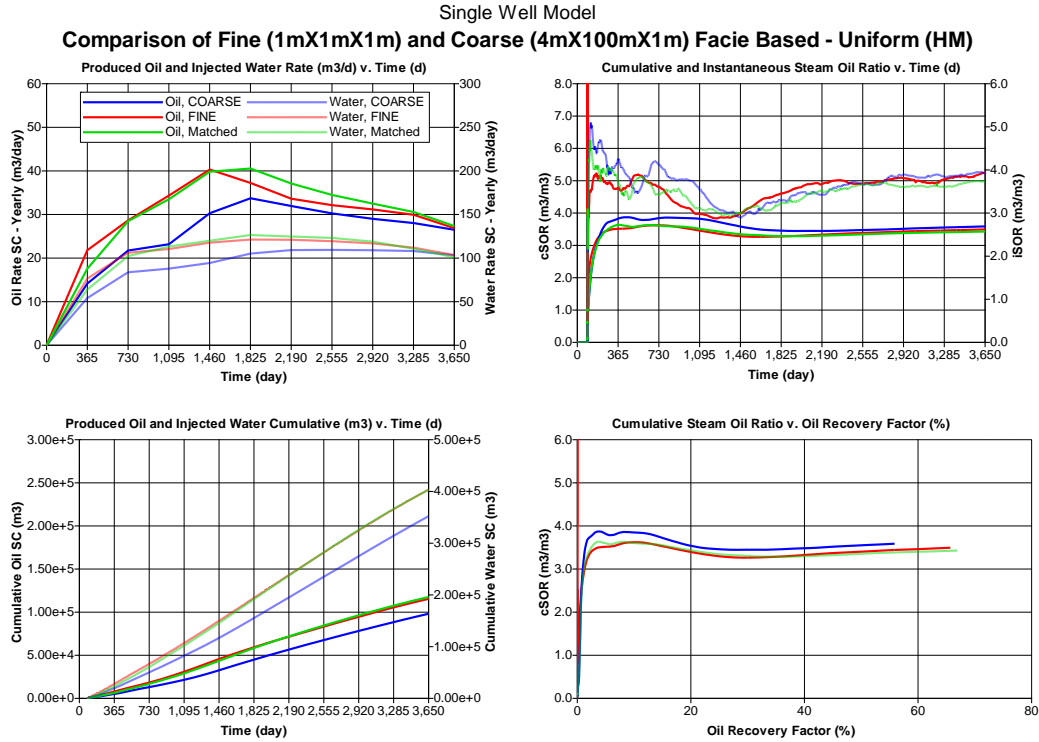 Single Well Model
Comparison of Fine (1mX1mX1m) and Coarse (4mX100mX1m) Facie Based - Uniform (HM)
Produced Oil and Injected Water Rate (m3/d) v. Time (d)
Oil Rate SC - Yearly (m3/day)
60
50
40
30
20
10
0
Oil, COARSE
Water, COARSE
Oil, FINE
Water, FINE
Oil, Matched
Water, Matched
300
250
200
150
100
50
0
Water Rate SC - Yearly (m3/day)
0 365 730 1,095 1,460 1,825 2,190 2,555 2,920 3,285 3,650
Time (day)
Cumulative and Instantaneous Steam Oil Ratio v. Time (d)
cSOR (m3/m3)
8.0
7.0
6.0
5.0
4.0
3.0
2.0
1.0
0.0
6.0
5.0
4.0
3.0
2.0
1.0
0.0
iSOR (m3/m3)
0 365 730 1,095 1,460 1,825 2,190 2,555 2,920 3,285 3,650
Time (day)
Produced Oil and Injected Water Cumulative (m3) v. Time (d)
Cumulative Oil SC (m3)
3.00e+5
2.50e+5
2.00e+5
1.50e+5
1.00e+5
5.00e+4
0.00e+0
5.00e+5
4.00e+5
3.00e+5
2.00e+5
1.00e+5
0.00e+0
Cumulative Water SC (m3)
0 365 730 1,095 1,460 1,825 2,190 2,555 2,920 3,285 3,650
Time (day)
Cumulative Steam Oil Ratio v. Oil Recovery Factor (%)
cSOR (m3/m3)
6.0
5.0
4.0
3.0
2.0
1.0
0.0
0 20 40 60 80
Oil Recovery Factor (%)